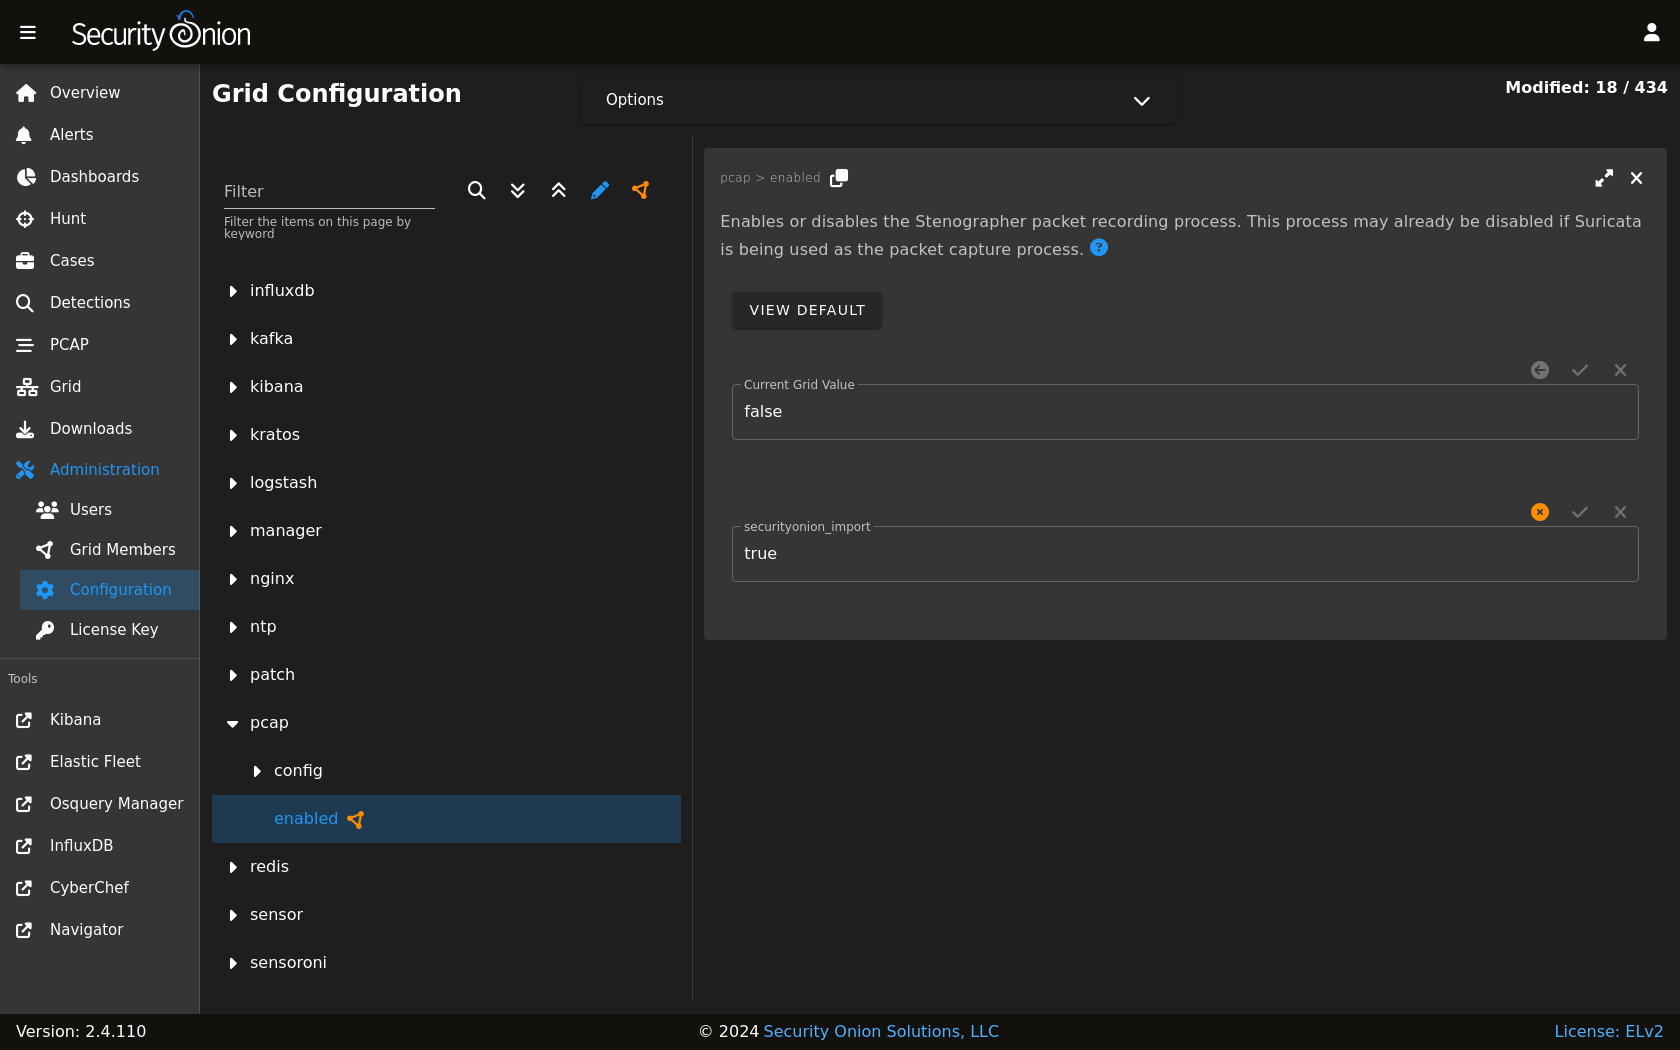 Security Onion
Overview
Alerts
Dashboards
Hunt
Cases
Detections
PCAP
Grid
Downloads
Administration
Users
Grid Members
Configuration
License Key
Tools
Kibana
Elastic Fleet
Osquery Manager
InfluxDB
CyberChef
Navigator
Grid Configuration
Options
Modified: 18 / 434
Filter
Filter the items on this page by
keyword
influxdb
kafka
kibana
kratos
logstash
manager
nginx
ntp
patch
pcap
config
enabled
redis
sensor
sensoroni
pcap > enabled
Enables or disables the Stenographer packet recording process. This process may already be disabled if Suricata
is being used as the packet capture process. ?
VIEW DEFAULT
Current Grid Value
false
securityonion_import
true
Version: 2.4.110
© 2024 Security Onion Solutions, LLC
License: ELv2